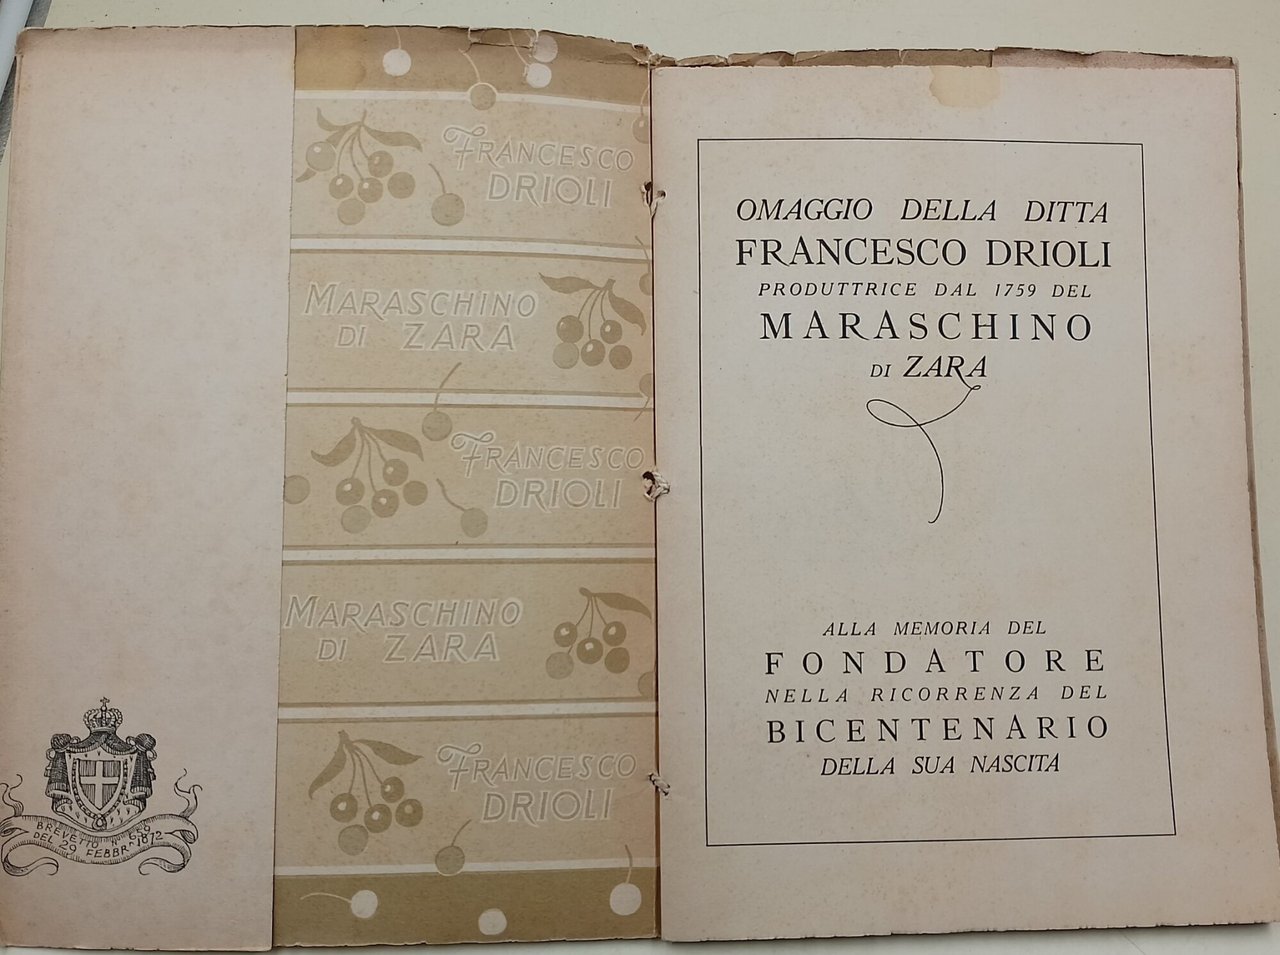 BREVETTO N. 656
DEL 29 FEBBR. 1872
FRANCESCO
DRIOLI
MARASCHINO
DI ZARA
FRANCESCO
DRIOLI
MARASCHINO
DI ZARA
FRANCESCO
DRIOLI
OMAGGIO DELLA DITTA
FRANCESCO DRIOLI
PRODUTTRICE DAL 1759 DEL
MARASCHINO
DI ZARA
ALLA MEMORIA DEL
FONDATORE
NELLA RICORRENZA DEL
BICENTENARIO
DELLA SUA NASCITA